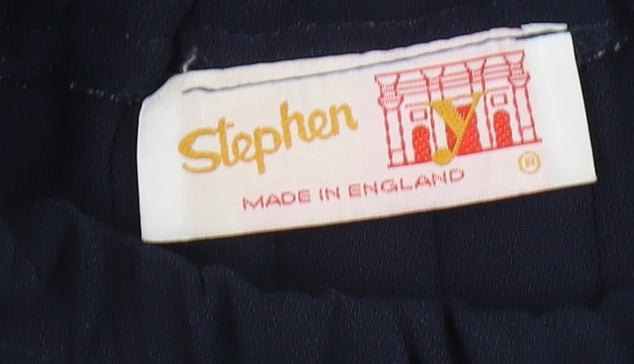 Stephen y ®
MADE IN ENGLAND